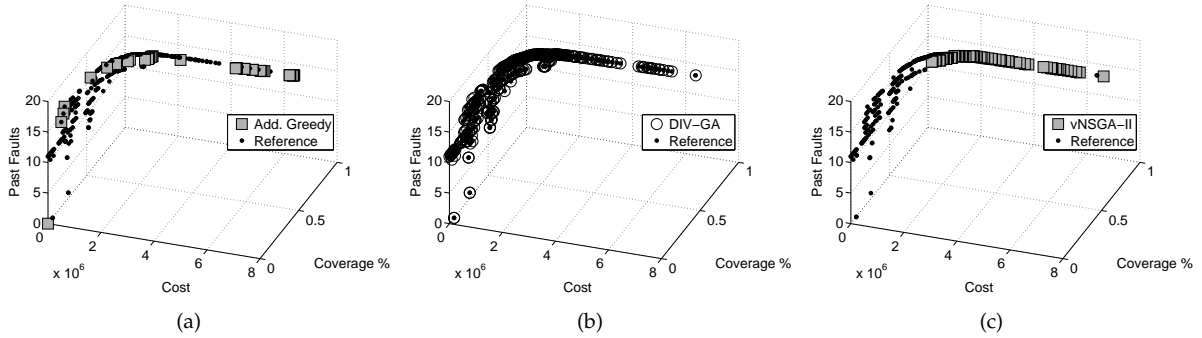 20
15
10
5
0
Past Faults
0
2
4
6
8
x 10^6
Cost
0
0.5
1
Coverage %
Add. Greedy
Reference
(a)
20
15
10
5
0
Past Faults
0
2
4
6
8
x 10^6
Cost
0
0.5
1
Coverage %
DIV−GA
Reference
(b)
20
15
10
5
0
Past Faults
0
2
4
6
8
x 10^6
Cost
0
0.5
1
Coverage %
vNSGA−II
Reference
(c)